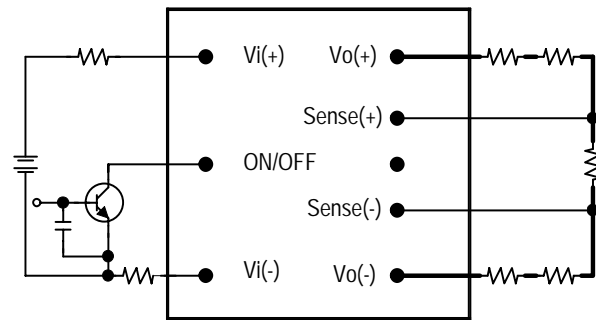 Vi(+) Vo(+)
Sense(+)
ON/OFF
Sense(-)
Vi(-) Vo(-)